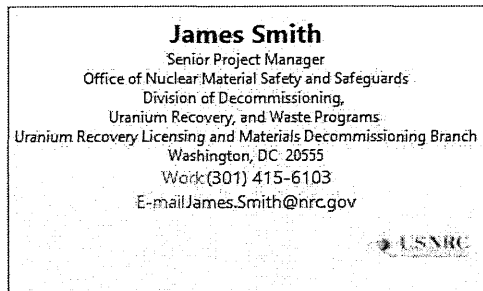 James Smith
Senior Project Manager
Office of Nuclear Material Safety and Safeguards
Division of Decommissioning,
Uranium Recovery, and Waste Programs
Uranium Recovery Licensing and Materials Decommissioning Branch
Washington, DC 20555
Work:(301) 415-6103
E-mailJames.Smith@nrc.gov
USNRC